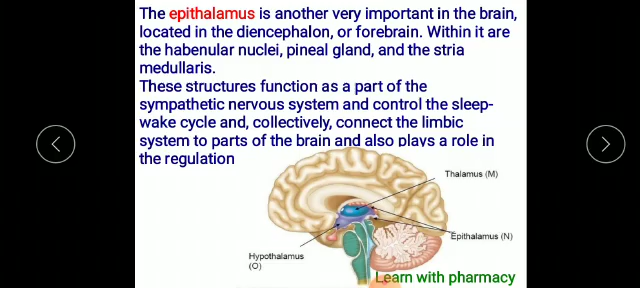 The epithalamus is another very important in the brain,
located in the diencephalon, or forebrain. Within it are
the habenular nuclei, pineal gland, and the stria
medullaris.
These structures function as a part of the
sympathetic nervous system and control the sleep-
wake cycle and, collectively, connect the limbic
system to parts of the brain and also plays a role in
the regulation
Thalamus (M)
Epithalamus (N)
Hypothalamus
(O)
Learn with pharmacy